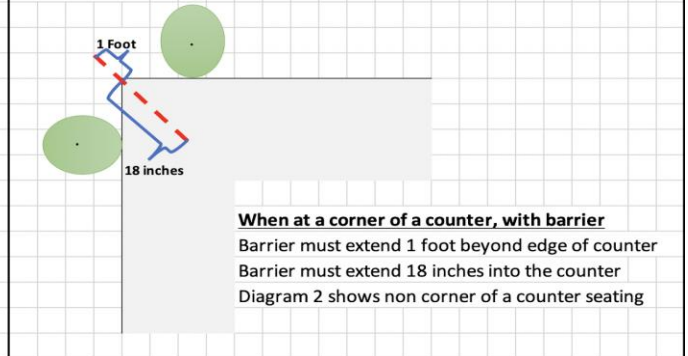 1 Foot
18 inches
When at a corner of a counter, with barrier
Barrier must extend 1 foot beyond edge of counter
Barrier must extend 18 inches into the counter
Diagram 2 shows non corner of a counter seating